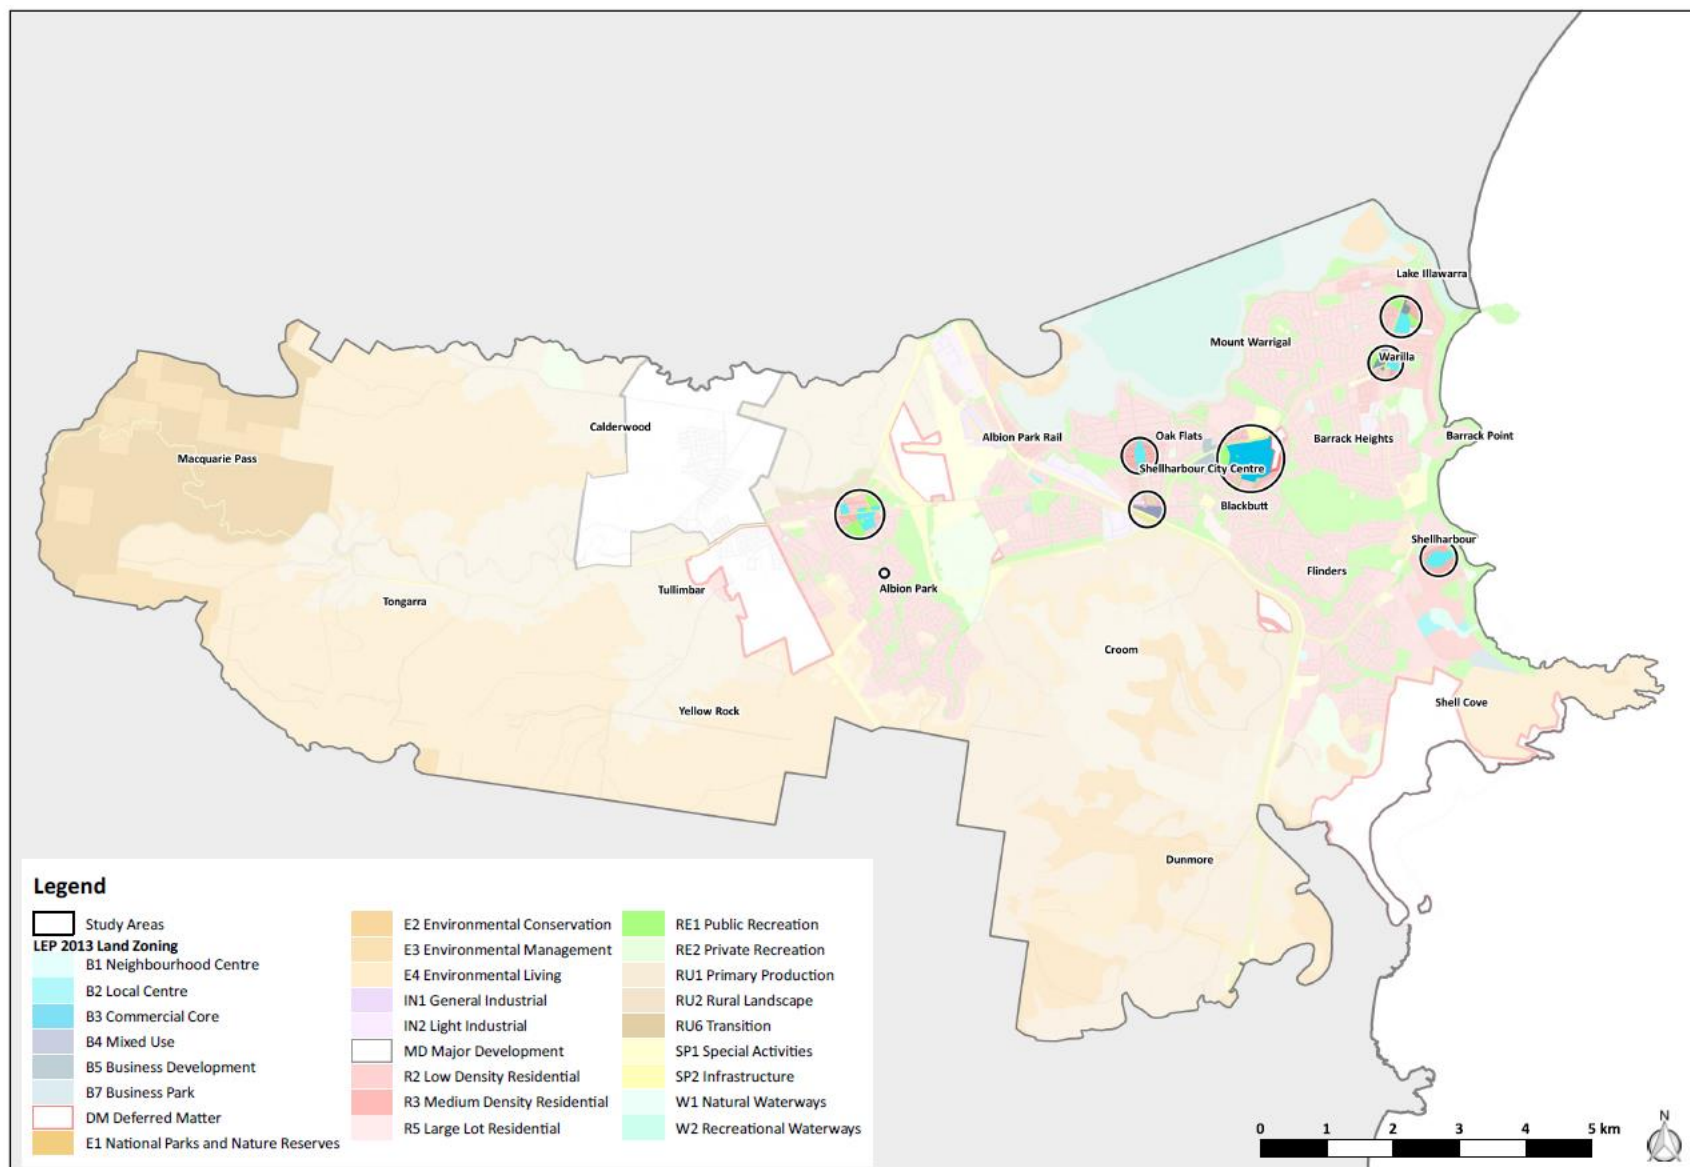 Lake Illawarra
Mount Warrigal
Warilla
Calderwood
Albion Park Rail
Oak Flats
Barrack Heights
Barrack Point
Macquarie Pass
Shellharbour City Centre
Blackbutt
Shellharbour
Flinders
Tullimbar
Albion Park
Tongarra
Croom
Yellow Rock
Shell Cove
Dunmore
Legend
Study Areas
LEP 2013 Land Zoning
B1 Neighbourhood Centre
B2 Local Centre
B3 Commercial Core
B4 Mixed Use
B5 Business Development
B7 Business Park
DM Deferred Matter
E1 National Parks and Nature Reserves
E2 Environmental Conservation
E3 Environmental Management
E4 Environmental Living
IN1 General Industrial
IN2 Light Industrial
MD Major Development
R2 Low Density Residential
R3 Medium Density Residential
R5 Large Lot Residential
RE1 Public Recreation
RE2 Private Recreation
RU1 Primary Production
RU2 Rural Landscape
RU6 Transition
SP1 Special Activities
SP2 Infrastructure
W1 Natural Waterways
W2 Recreational Waterways
0 1 2 3 4 5 km
N